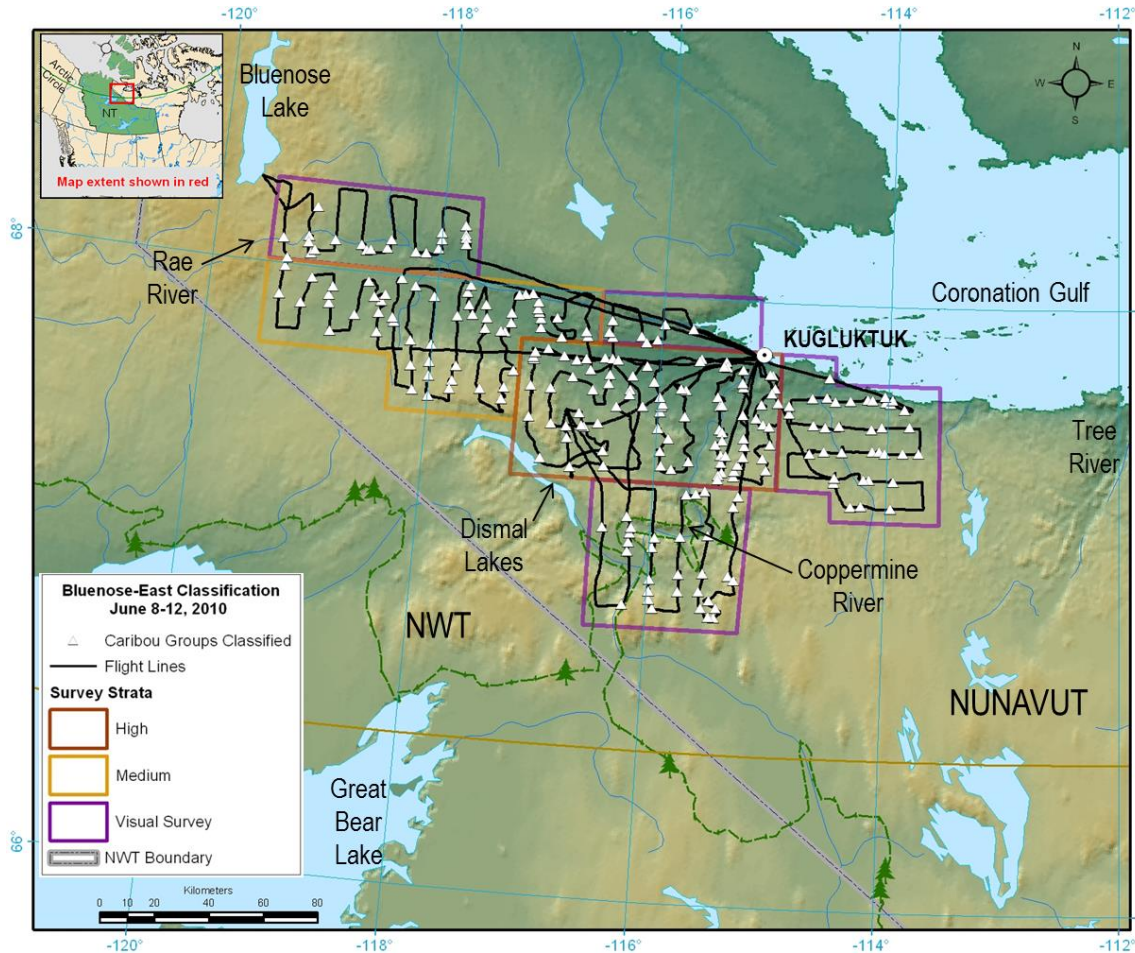 -120°
-118°
-116°
-114°
-112°
Arctic
Circle
NT
Map extent shown in red
Bluenose
Lake
N
W
E
S
68°
Rae
River
Coronation Gulf
KUGLUKTUK
Tree
River
Dismal
Lakes
Coppermine
River
NWT
NUNAVUT
Great
Bear
Lake
66°
Bluenose-East Classification
June 8-12, 2010
Caribou Groups Classified
Flight Lines
Survey Strata
High
Medium
Visual Survey
NWT Boundary
Kilometers
0 10 20 40 60 80
-120°
-118°
-116°
-114°
-112°